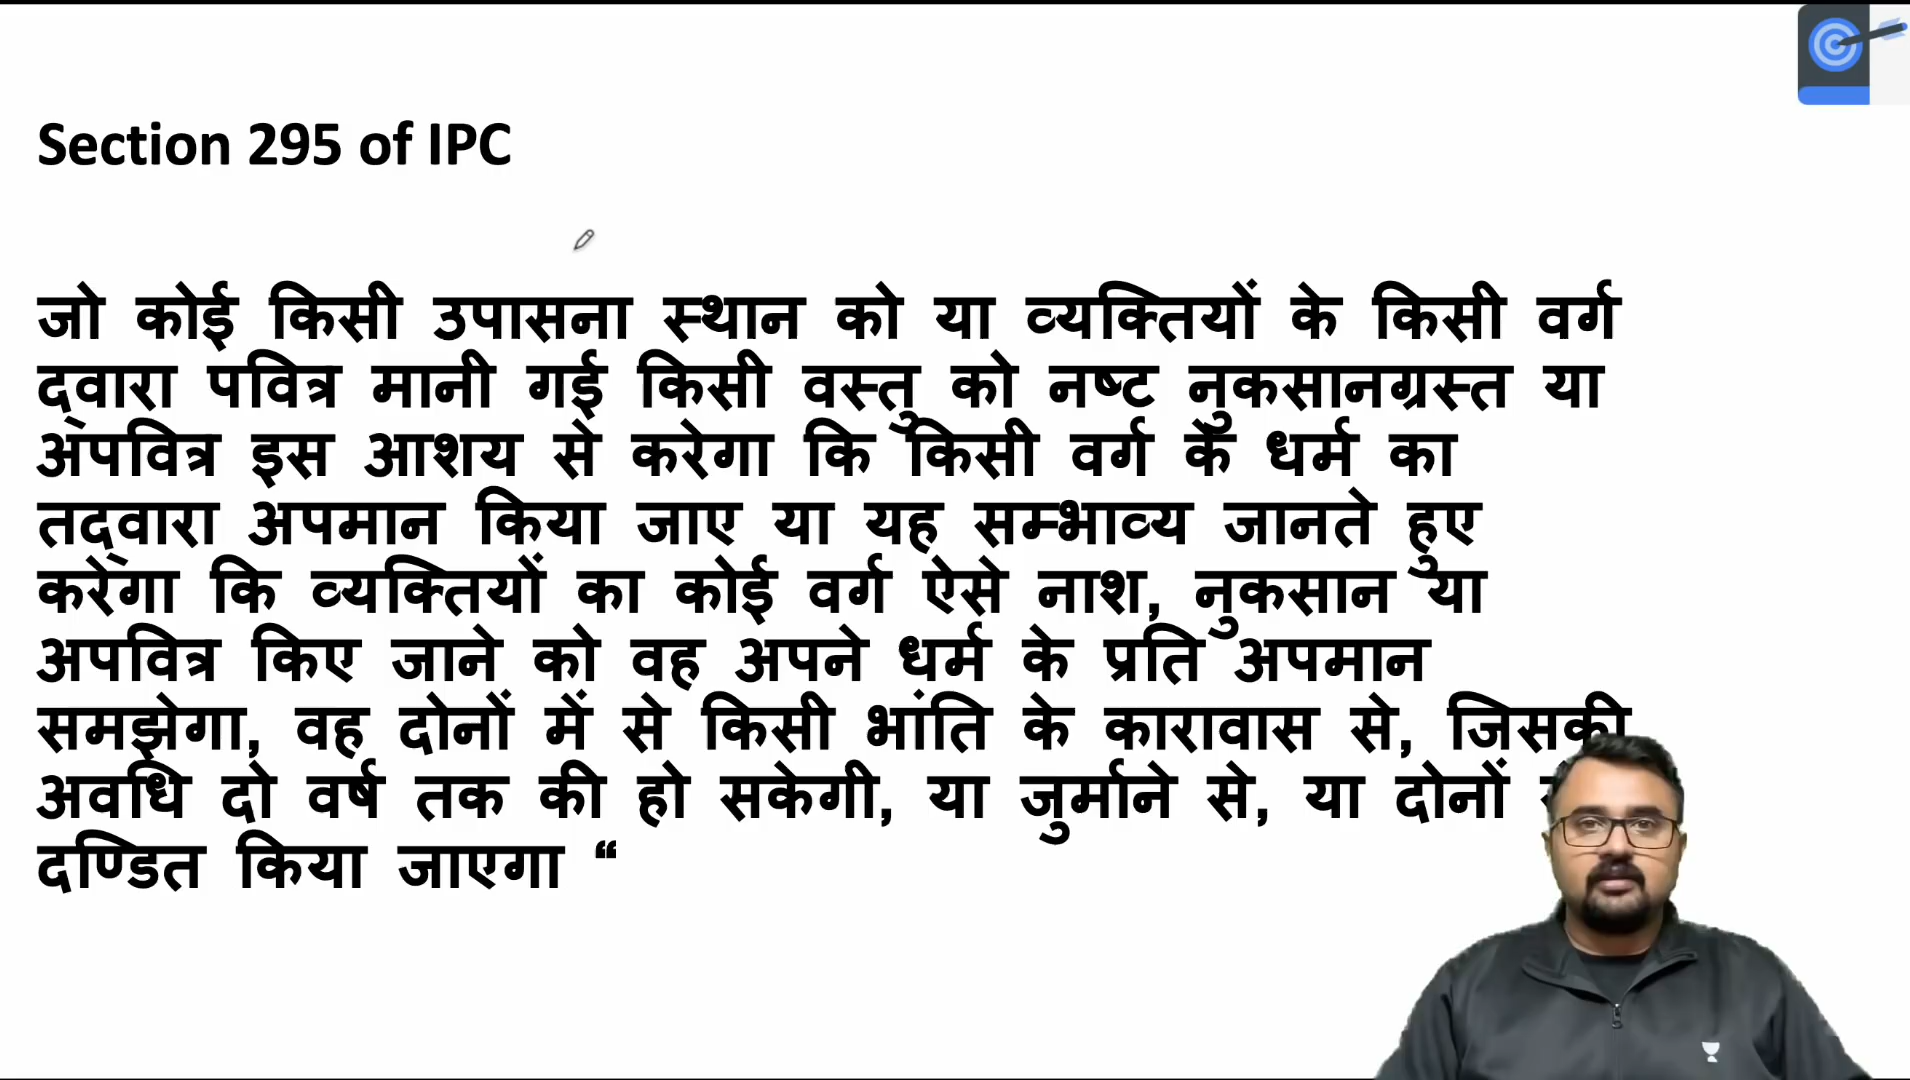 Section 295 of IPC
जो कोई किसी उपासना स्थान को या व्यक्तियों के किसी वर्ग
द्वारा पवित्र मानी गई किसी वस्तु को नष्ट नुकसानग्रस्त या
अपवित्र इस आशय से करेगा कि किसी वर्ग के धर्म का
तद्वारा अपमान किया जाए या यह सम्भाव्य जानते हुए
करेगा कि व्यक्तियों का कोई वर्ग ऐसे नाश, नुकसान या
अपवित्र किए जाने को वह अपने धर्म के प्रति अपमान
समझेगा, वह दोनों में से किसी भांति के कारावास से, जिसकी
अवधि दो वर्ष तक की हो सकेगी, या जुर्माने से, या दोनों
दण्डित किया जाएगा “